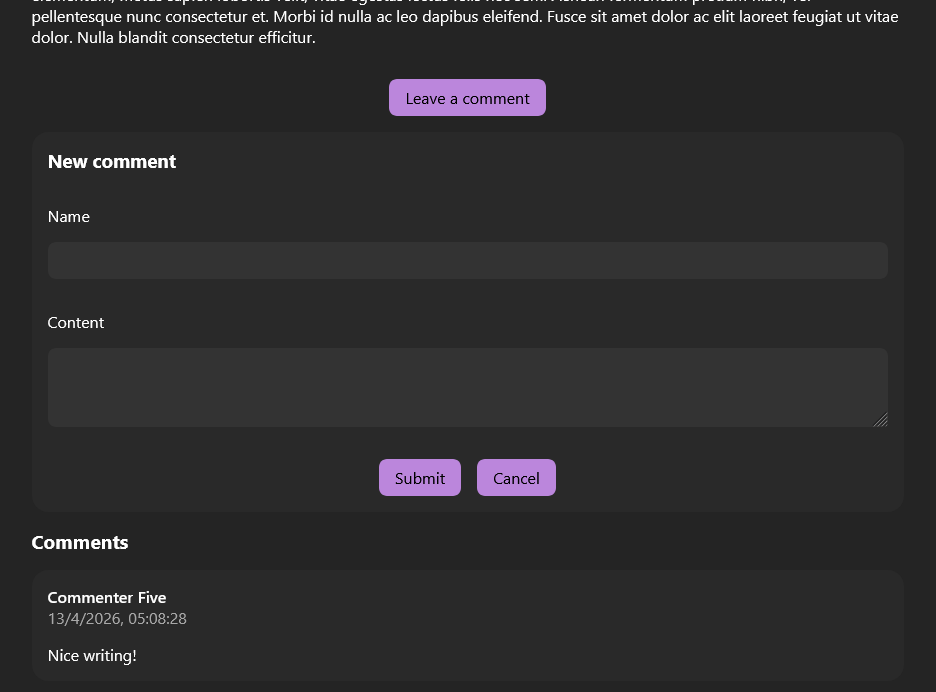 pellentesque nunc consectetur et. Morbi id nulla ac leo dapibus eleifend. Fusce sit amet dolor ac elit laoreet feugiat ut vitae
dolor. Nulla blandit consectetur efficitur.
Leave a comment
New comment
Name
Content
Submit
Cancel
Comments
Commenter Five
13/4/2026, 05:08:28
Nice writing!